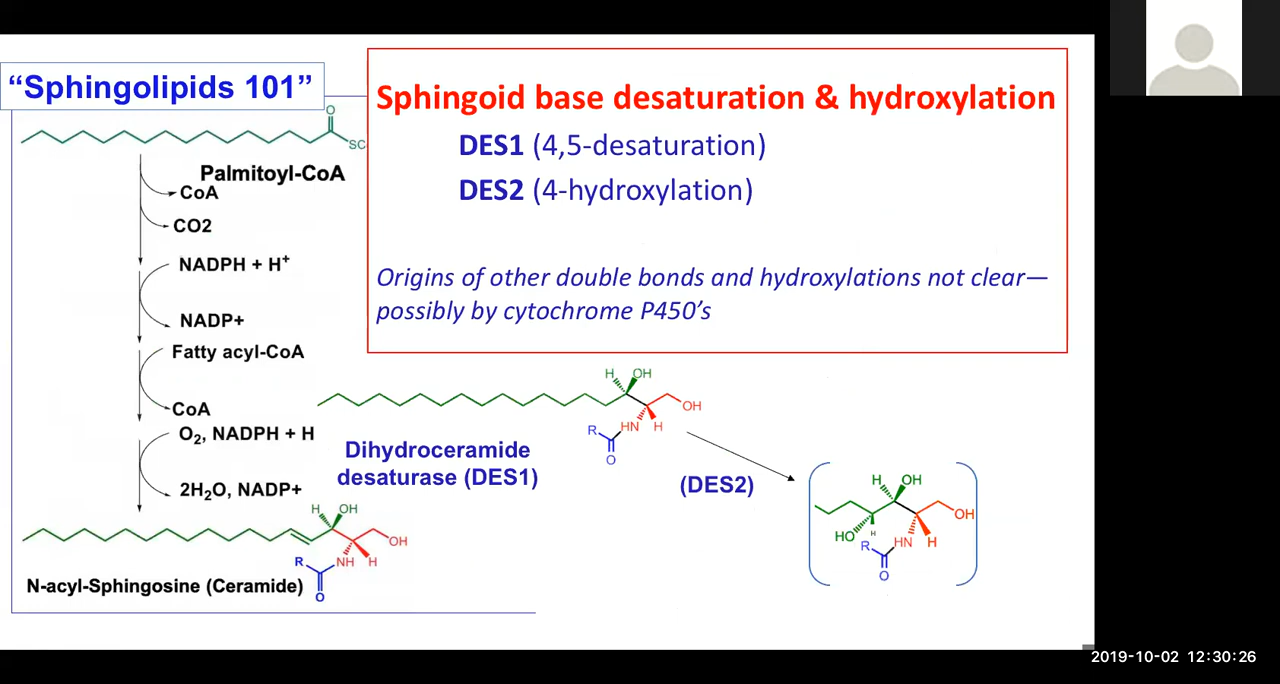 “Sphingolipids 101”
Sphingoid base desaturation & hydroxylation
DES1 (4,5-desaturation)
DES2 (4-hydroxylation)
Origins of other double bonds and hydroxylations not clear—
possibly by cytochrome P450’s
O
SC
Palmitoyl-CoA
CoA
CO2
NADPH + H⁺
NADP+
Fatty acyl-CoA
CoA
O₂, NADPH + H
2H₂O, NADP+
H OH
OH
R HN H
O
Dihydroceramide
desaturase (DES1)
(DES2)
H OH
OH
HO H
R HN H
O
H OH
OH
R NH H
O
N-acyl-Sphingosine (Ceramide)
2019-10-02 12:30:26